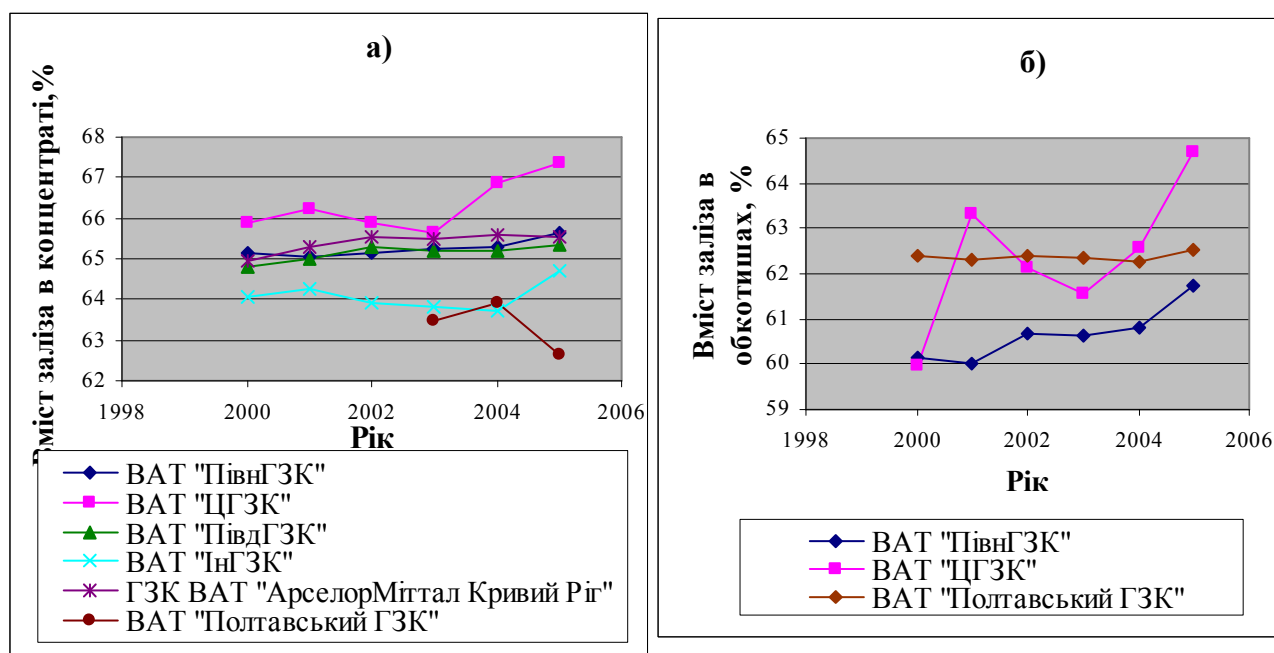 а)
Вміст заліза в концентраті,%
68
67
66
65
64
63
62
1998 2000 2002 2004 2006
Рік
ВАТ "ПівнГЗК"
ВАТ "ЦГЗК"
ВАТ "ПівдГЗК"
ВАТ "ІнГЗК"
ГЗК ВАТ "АрселорМіттал Кривий Ріг"
ВАТ "Полтавський ГЗК"
б)
Вміст заліза в
обкотишах, %
65
64
63
62
61
60
59
1998 2000 2002 2004 2006
Рік
ВАТ "ПівнГЗК"
ВАТ "ЦГЗК"
ВАТ "Полтавський ГЗК"